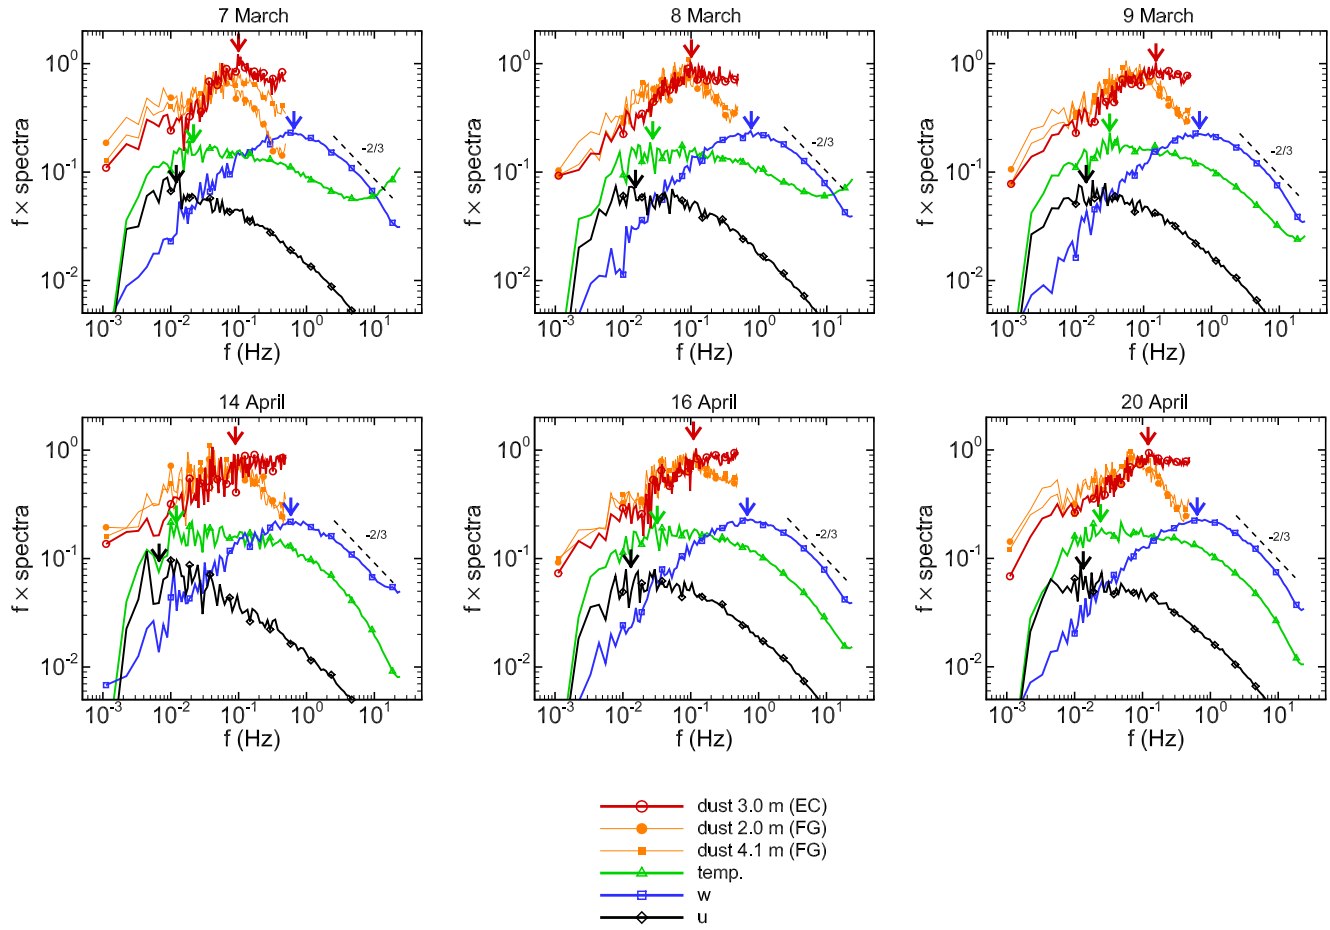 7 March
8 March
9 March
10⁰
10⁻¹
10⁻²
f × spectra
-2/3
10⁻³ 10⁻² 10⁻¹ 10⁰ 10¹
f (Hz)
10⁰
10⁻¹
10⁻²
f × spectra
-2/3
10⁻³ 10⁻² 10⁻¹ 10⁰ 10¹
f (Hz)
10⁰
10⁻¹
10⁻²
f × spectra
-2/3
10⁻³ 10⁻² 10⁻¹ 10⁰ 10¹
f (Hz)
14 April
16 April
20 April
10⁰
10⁻¹
10⁻²
f × spectra
-2/3
10⁻³ 10⁻² 10⁻¹ 10⁰ 10¹
f (Hz)
10⁰
10⁻¹
10⁻²
f × spectra
-2/3
10⁻³ 10⁻² 10⁻¹ 10⁰ 10¹
f (Hz)
10⁰
10⁻¹
10⁻²
f × spectra
-2/3
10⁻³ 10⁻² 10⁻¹ 10⁰ 10¹
f (Hz)
dust 3.0 m (EC)
dust 2.0 m (FG)
dust 4.1 m (FG)
temp.
w
u